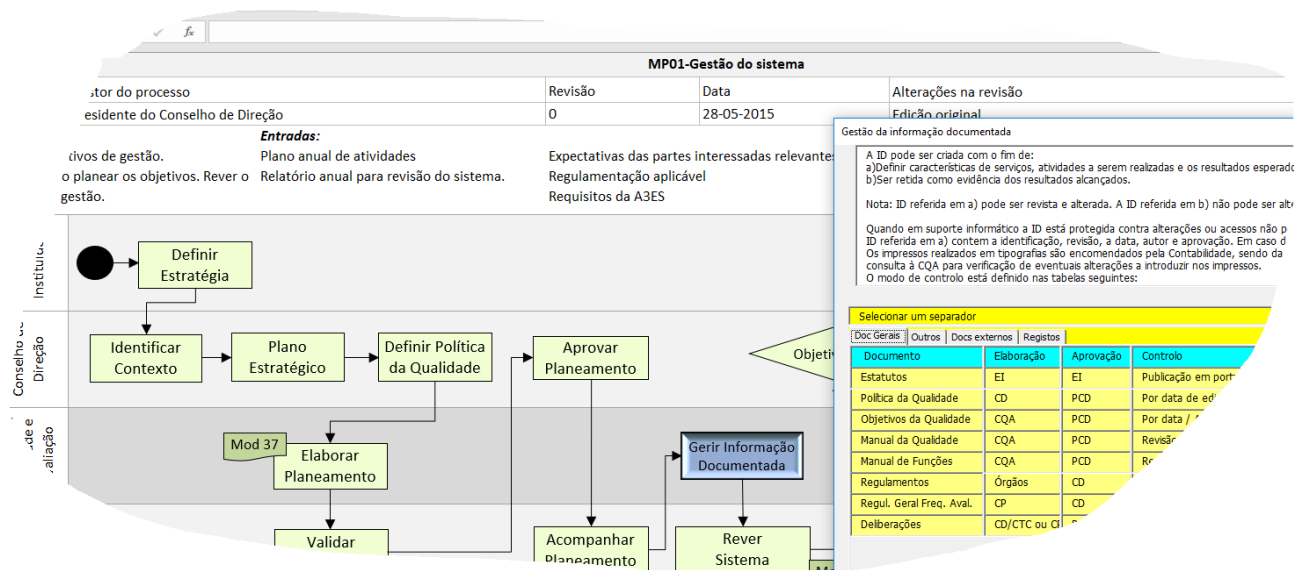 fx
MP01-Gestão do sistema
do processo
Revisão
Data
Alterações na revisão
Presidente do Conselho de Direção
0
28-05-2015
Edição original
Entradas:
de gestão.
Plano anual de atividades
Expectativas das partes interessadas relevantes
o planear os objetivos. Rever o
Relatório anual para revisão do sistema.
Regulamentação aplicável
gestão.
Requisitos da A3ES
Definir
Estratégia
Conselho de
Direção
Identificar
Contexto
Plano
Estratégico
Definir Política
da Qualidade
Aprovar
Planeamento
Mod 37
Elaborar
Planeamento
Gerir Informação
Documentada
Validar
Acompanhar
Planeamento
Rever
Sistema
Gestão da informação documentada
A ID pode ser criada com o fim de:
a)Definir características de serviços, atividades a serem realizadas e os resultados
b)Ser retida como evidência dos resultados alcançados.
Nota: ID referida em a) pode ser revista e alterada. A ID referida em b) não pode ser
Quando em suporte informático a ID está protegida contra alterações ou acessos não
ID referida em a) contem a identificação, revisão, a data, autor e aprovação. Em caso
Os impressos realizados em tipografias são encomendados pela Contabilidade, sendo da
consulta à CQA para verificação de eventuais alterações a introduzir nos impressos.
O modo de controlo está definido nas tabelas seguintes:
Selecionar um separador
Doc Gerais Outros Docs externos Registos
Documento Elaboração Aprovação Controlo
Estatutos EI EI Publicação em
Política da Qualidade CD PCD Por data de
Objetivos da Qualidade CQA PCD Por data /
Manual da Qualidade CQA PCD Revisão
Manual de Funções CQA PCD
Regulamentos Órgãos CD
Regul. Geral Freq. Aval. CP CD
Deliberações CD/CTC ou